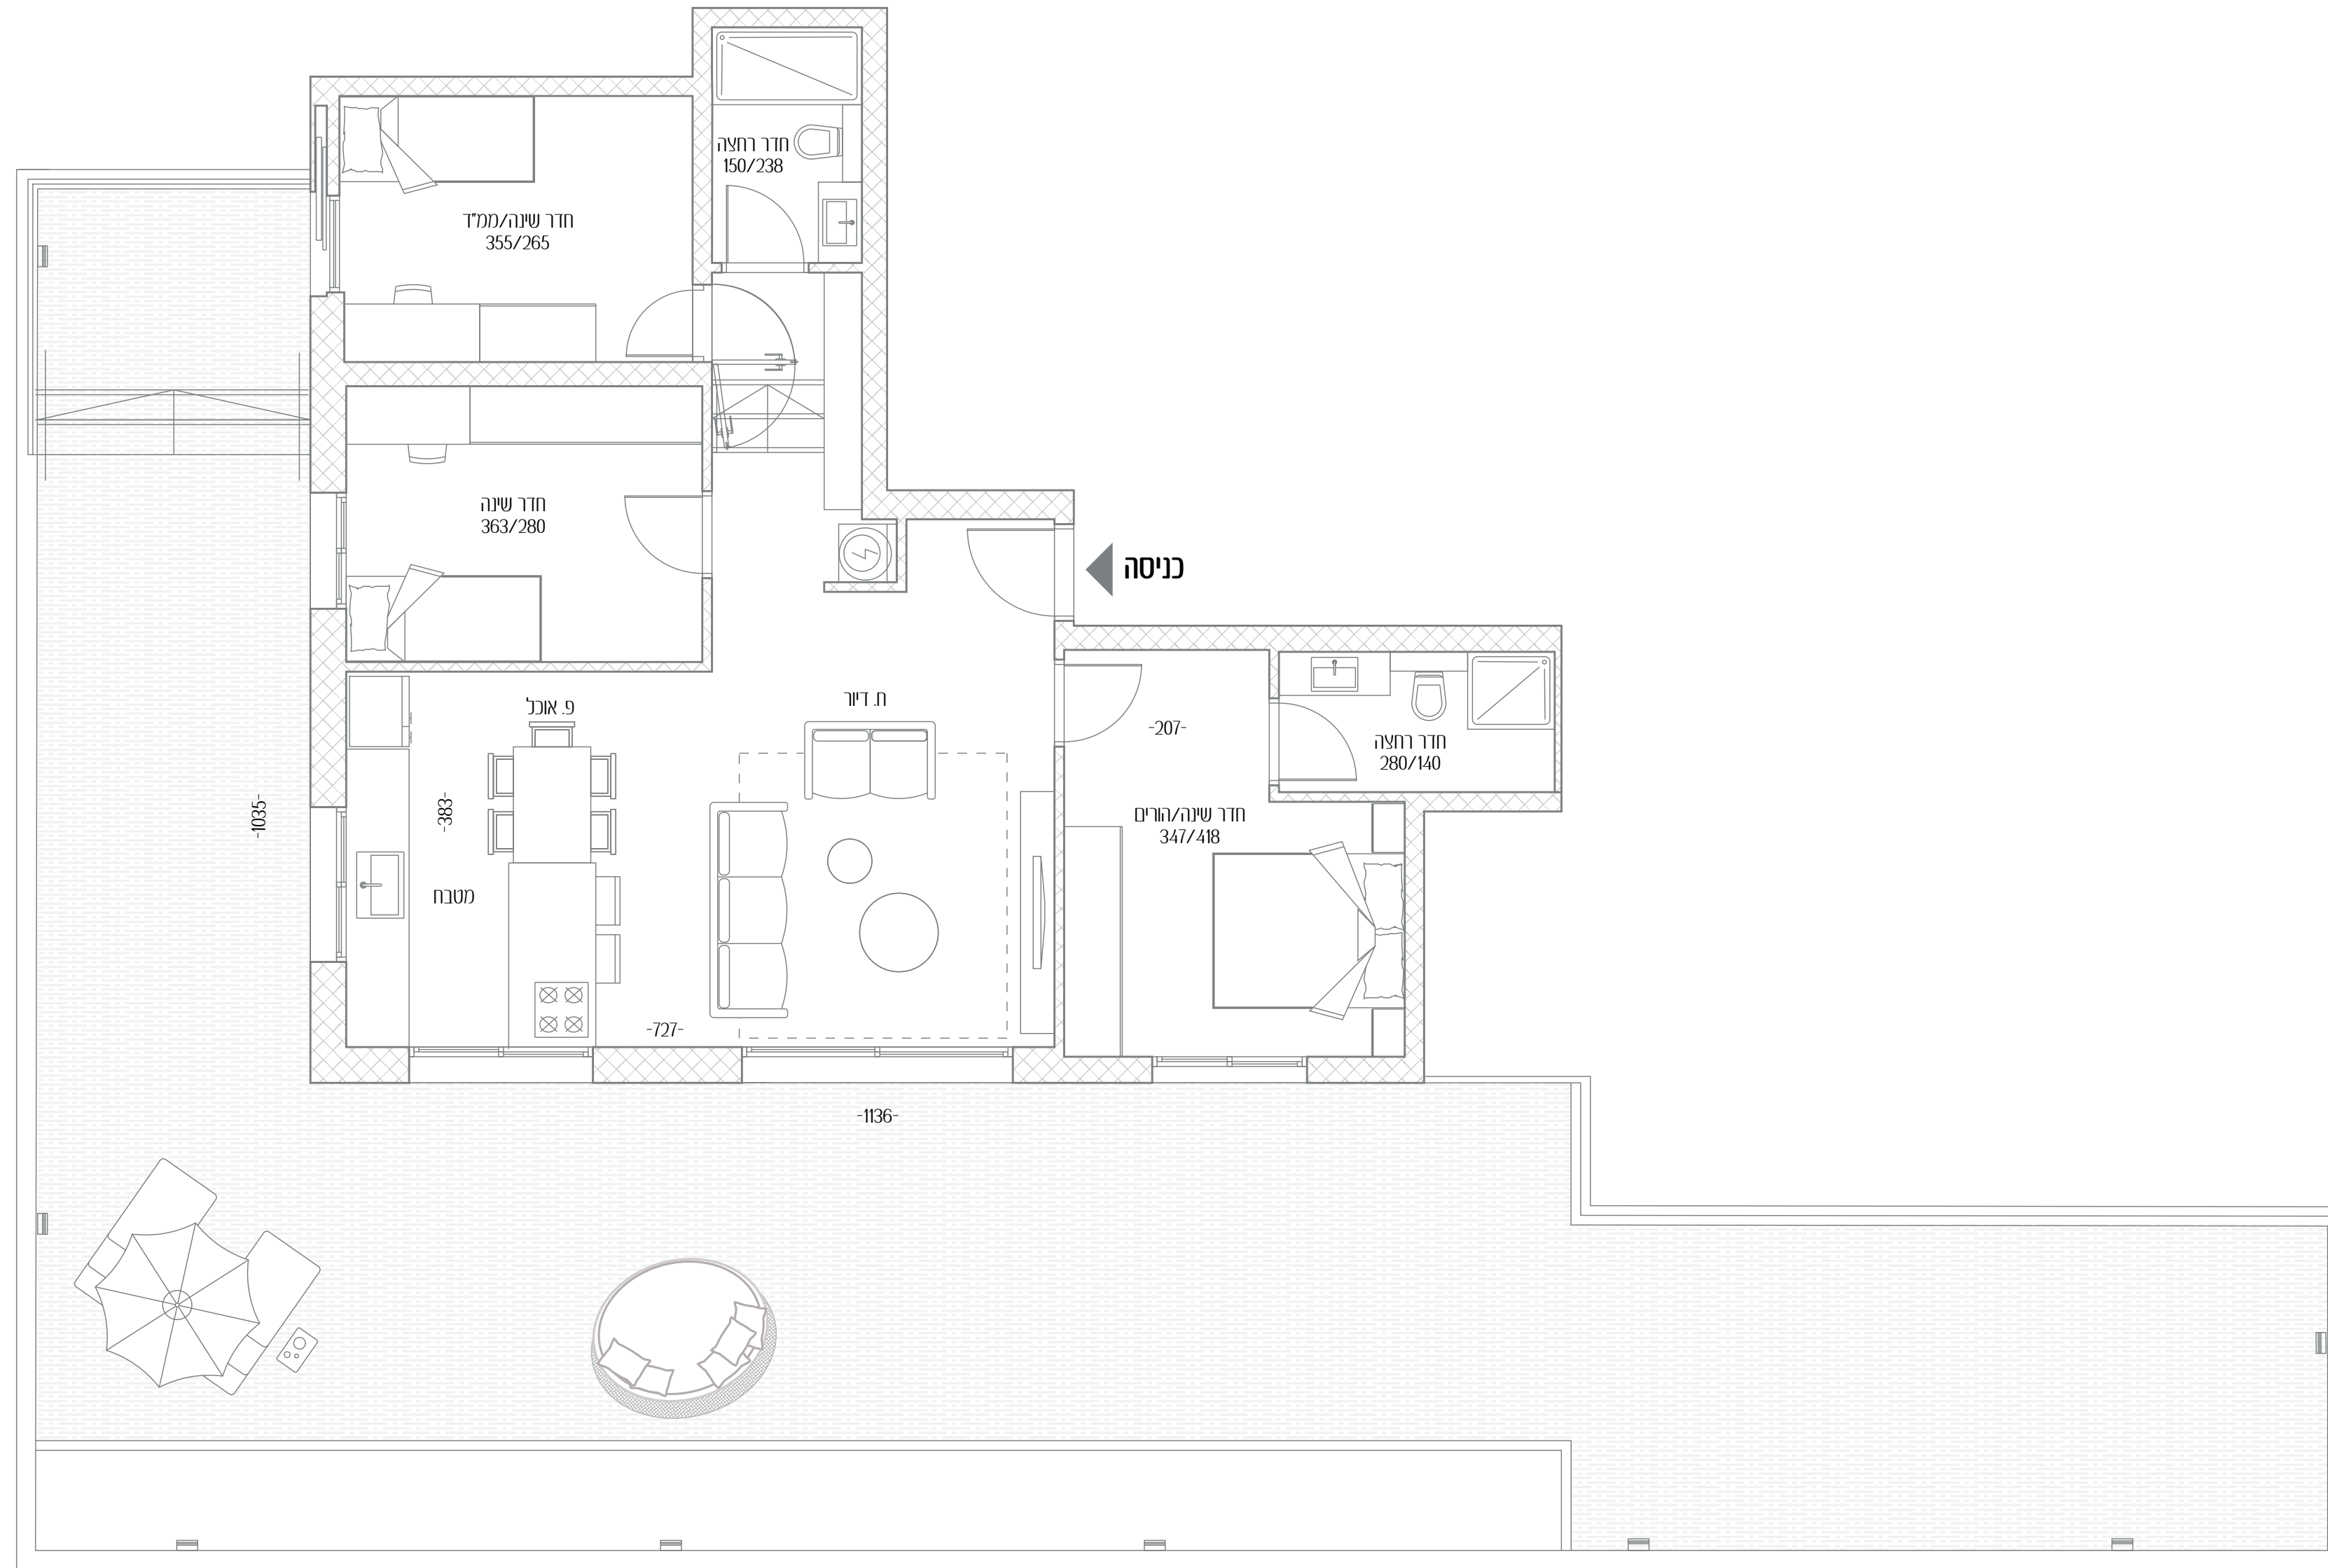 חדר רחצה
150/238
חדר שינה/ממ"ד
355/265
חדר שינה
363/280
כניסה
ח. דיור
פ. אוכל
-207-
חדר רחצה
280/140
-1035-
-383-
חדר שינה/הורים
347/418
מטבח
-727-
-1136-